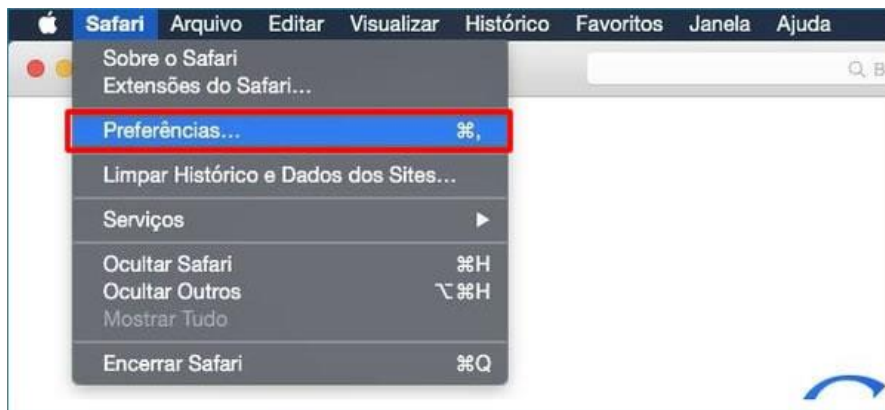 Safari Arquivo Editar Visualizar Histórico Favoritos Janela Ajuda
Sobre o Safari
Extensões do Safari...
Preferências... ⌘,
Limpar Histórico e Dados dos Sites...
Serviços ▶
Ocultar Safari ⌘H
Ocultar Outros ⌥⌘H
Mostrar Tudo
Encerrar Safari ⌘Q